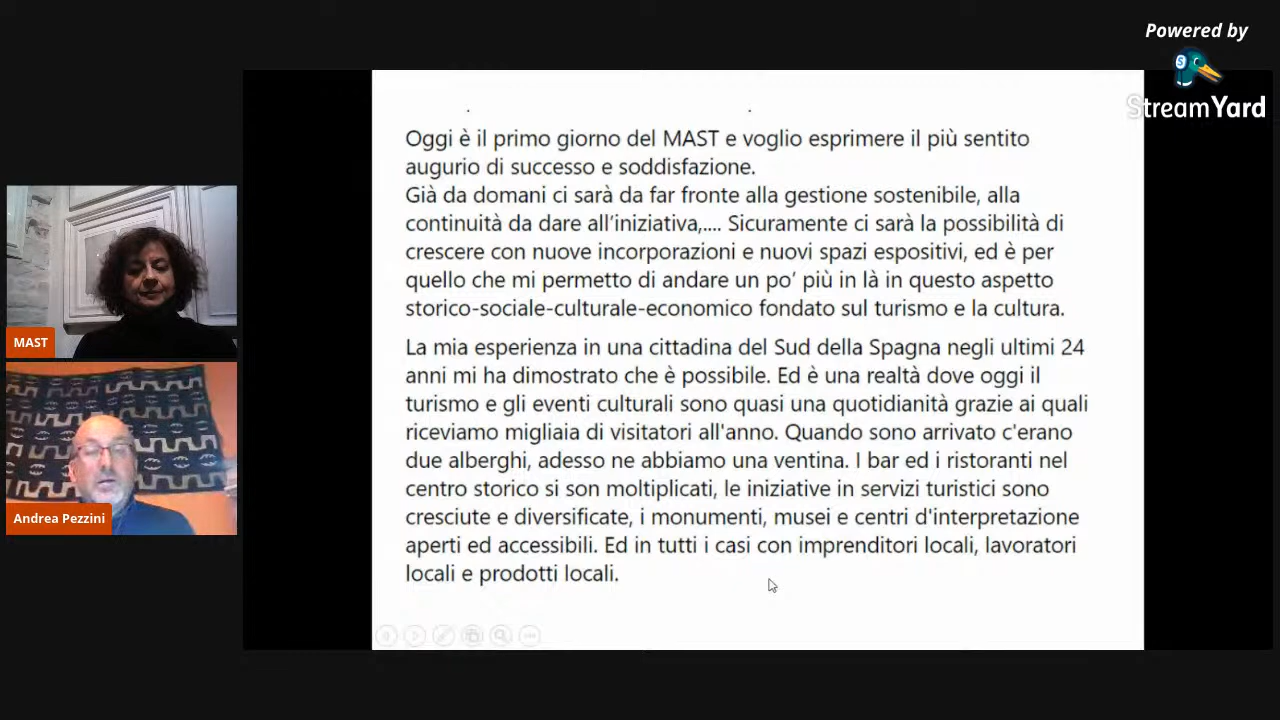 Powered by
StreamYard
Oggi è il primo giorno del MAST e voglio esprimere il più sentito
augurio di successo e soddisfazione.
Già da domani ci sarà da far fronte alla gestione sostenibile, alla
continuità da dare all’iniziativa,.... Sicuramente ci sarà la possibilità di
crescere con nuove incorporazioni e nuovi spazi espositivi, ed è per
quello che mi permetto di andare un po’ più in là in questo aspetto
storico-sociale-culturale-economico fondato sul turismo e la cultura.
La mia esperienza in una cittadina del Sud della Spagna negli ultimi 24
anni mi ha dimostrato che è possibile. Ed è una realtà dove oggi il
turismo e gli eventi culturali sono quasi una quotidianità grazie ai quali
riceviamo migliaia di visitatori all'anno. Quando sono arrivato c'erano
due alberghi, adesso ne abbiamo una ventina. I bar ed i ristoranti nel
centro storico si son moltiplicati, le iniziative in servizi turistici sono
cresciute e diversificate, i monumenti, musei e centri d'interpretazione
aperti ed accessibili. Ed in tutti i casi con imprenditori locali, lavoratori
locali e prodotti locali.
MAST
Andrea Pezzini